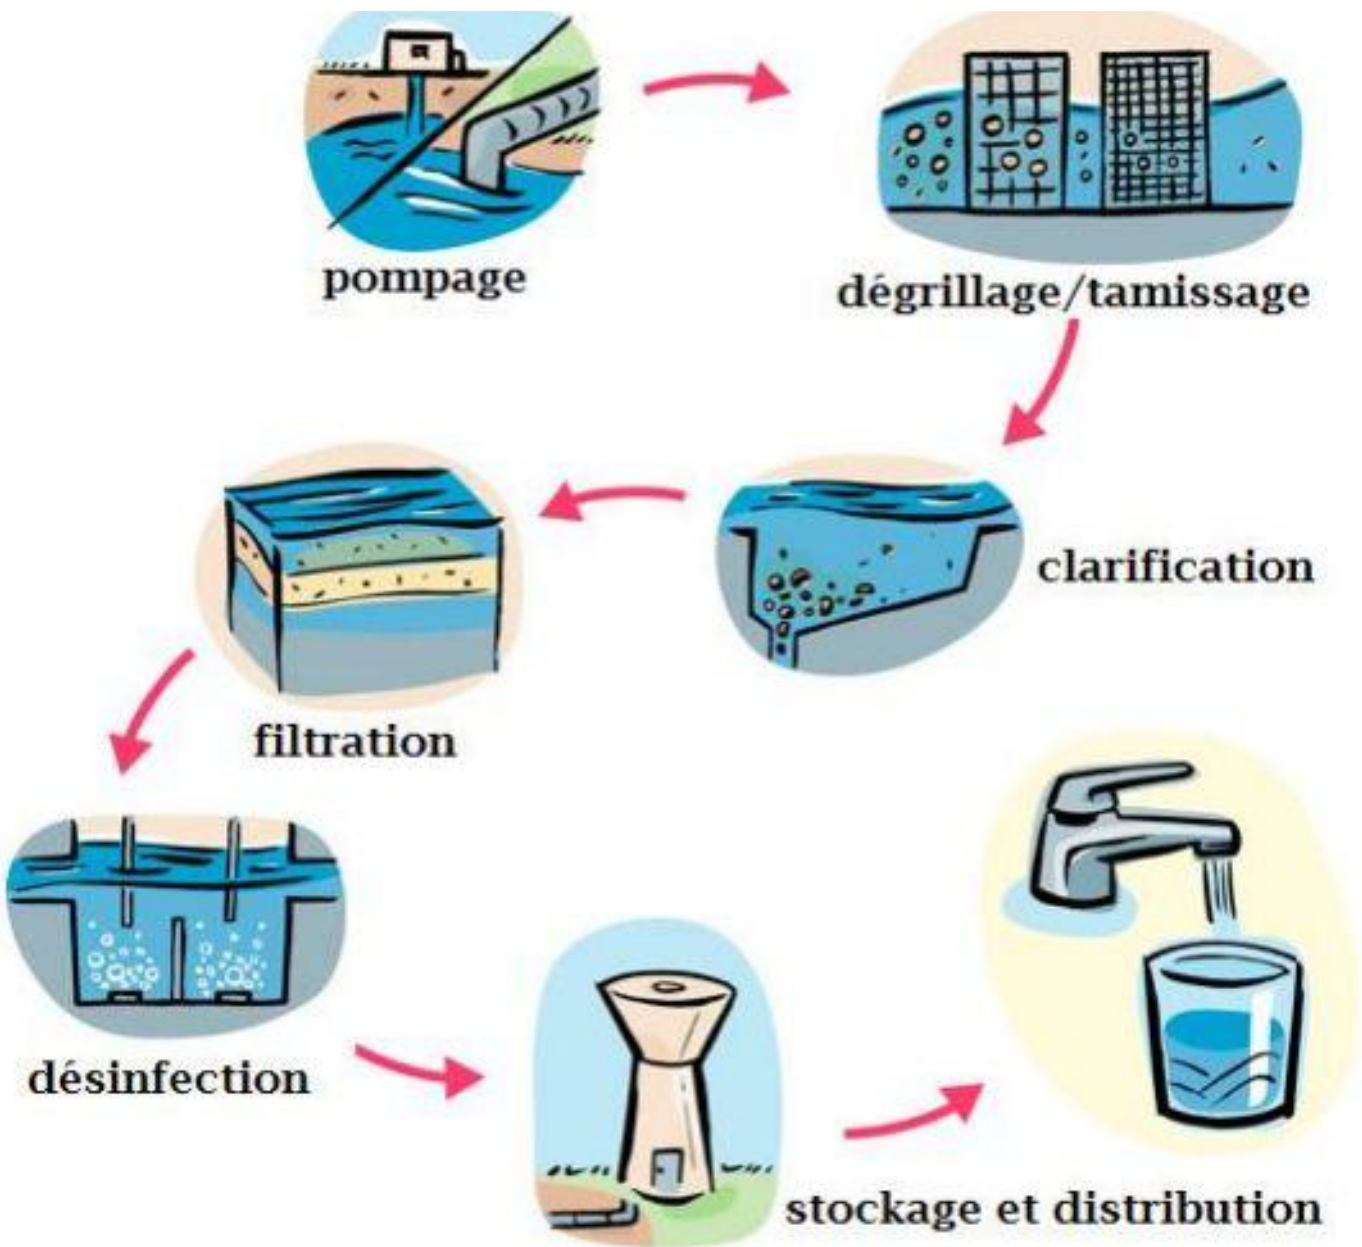 pompage
dégrillage/tamissage
clarification
filtration
désinfection
stockage et distribution